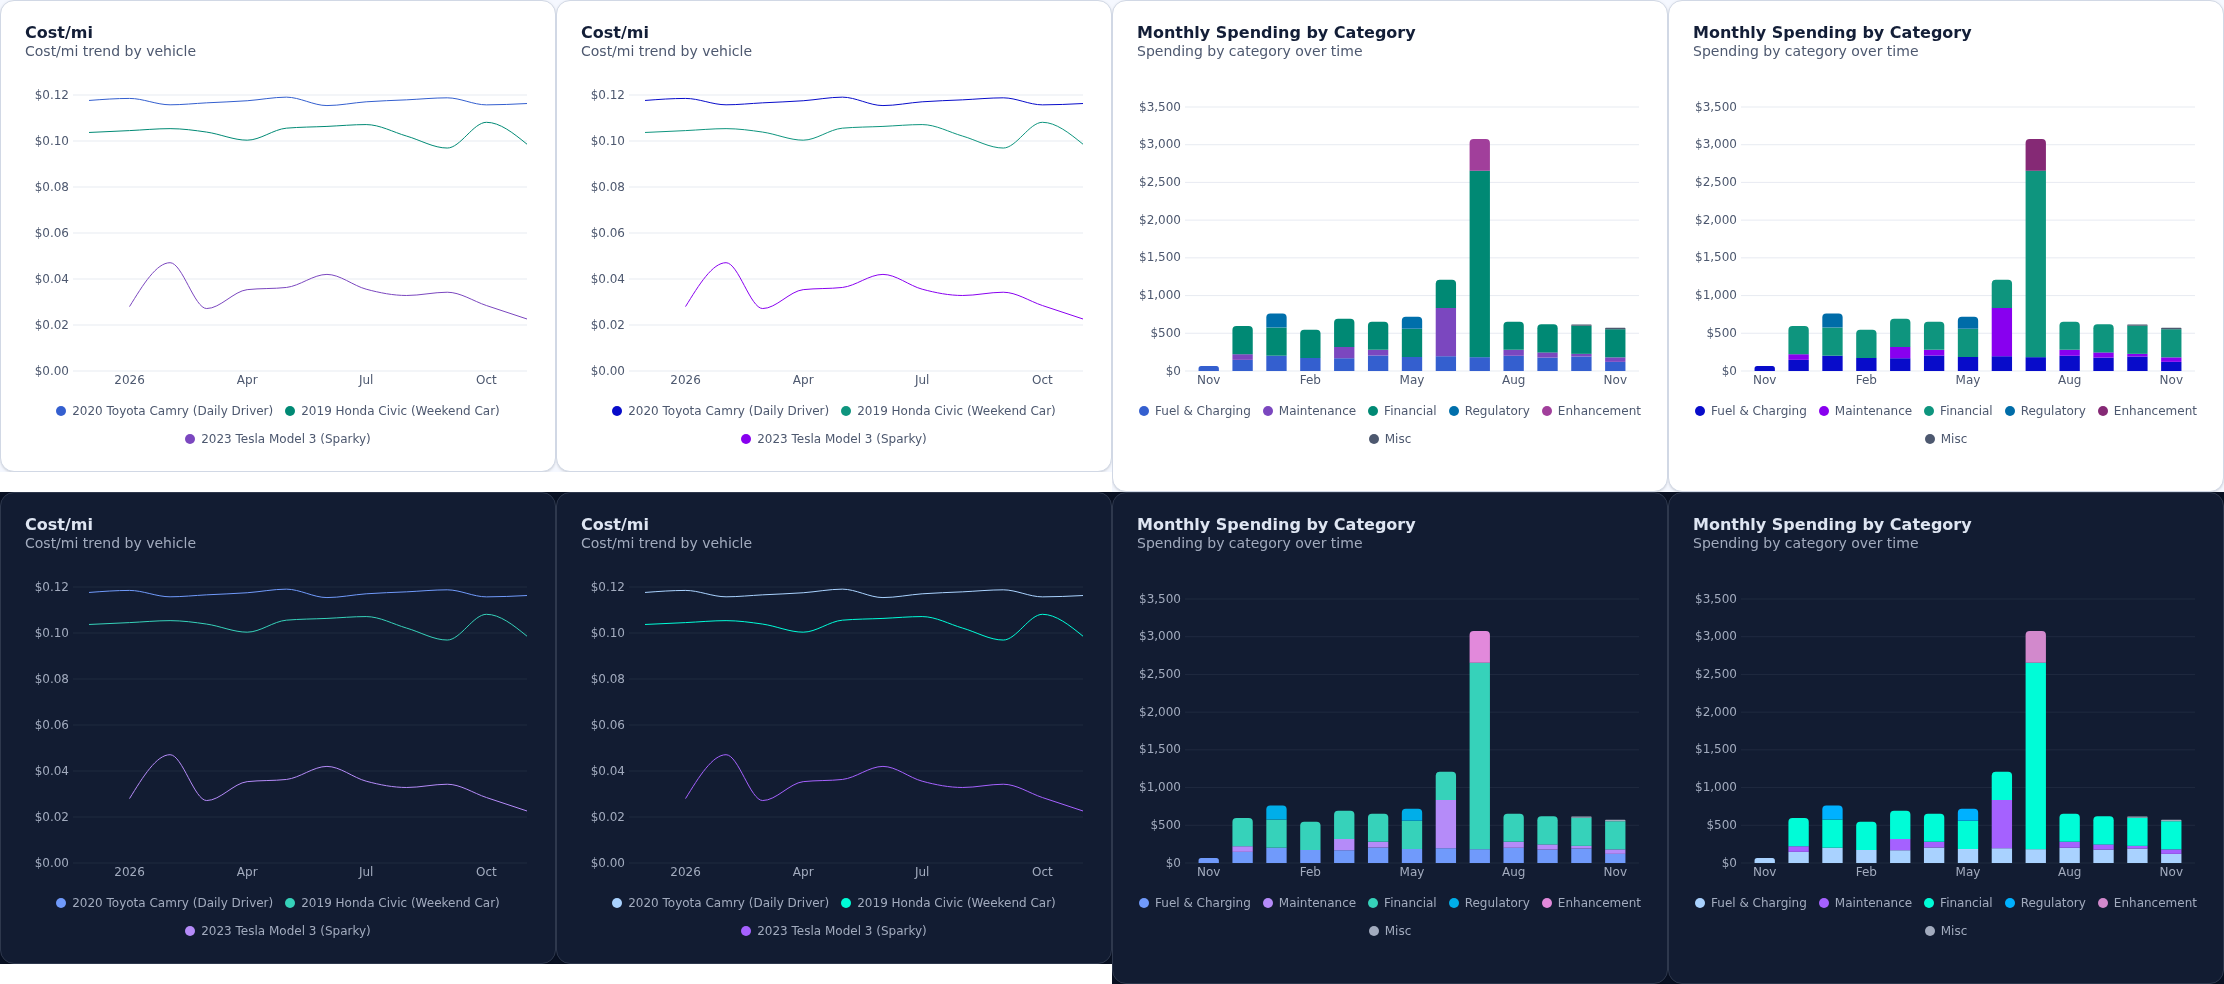 Cost/mi
Cost/mi trend by vehicle
$0.12
$0.10
$0.08
$0.06
$0.04
$0.02
$0.00
2026 Apr Jul Oct
2020 Toyota Camry (Daily Driver) 2019 Honda Civic (Weekend Car)
2023 Tesla Model 3 (Sparky)
Cost/mi
Cost/mi trend by vehicle
$0.12
$0.10
$0.08
$0.06
$0.04
$0.02
$0.00
2026 Apr Jul Oct
2020 Toyota Camry (Daily Driver) 2019 Honda Civic (Weekend Car)
2023 Tesla Model 3 (Sparky)
Monthly Spending by Category
Spending by category over time
$3,500
$3,000
$2,500
$2,000
$1,500
$1,000
$500
$0
Nov Feb May Aug Nov
Fuel & Charging Maintenance Financial Regulatory Enhancement
Misc
Monthly Spending by Category
Spending by category over time
$3,500
$3,000
$2,500
$2,000
$1,500
$1,000
$500
$0
Nov Feb May Aug Nov
Fuel & Charging Maintenance Financial Regulatory Enhancement
Misc
Cost/mi
Cost/mi trend by vehicle
$0.12
$0.10
$0.08
$0.06
$0.04
$0.02
$0.00
2026 Apr Jul Oct
2020 Toyota Camry (Daily Driver) 2019 Honda Civic (Weekend Car)
2023 Tesla Model 3 (Sparky)
Cost/mi
Cost/mi trend by vehicle
$0.12
$0.10
$0.08
$0.06
$0.04
$0.02
$0.00
2026 Apr Jul Oct
2020 Toyota Camry (Daily Driver) 2019 Honda Civic (Weekend Car)
2023 Tesla Model 3 (Sparky)
Monthly Spending by Category
Spending by category over time
$3,500
$3,000
$2,500
$2,000
$1,500
$1,000
$500
$0
Nov Feb May Aug Nov
Fuel & Charging Maintenance Financial Regulatory Enhancement
Misc
Monthly Spending by Category
Spending by category over time
$3,500
$3,000
$2,500
$2,000
$1,500
$1,000
$500
$0
Nov Feb May Aug Nov
Fuel & Charging Maintenance Financial Regulatory Enhancement
Misc